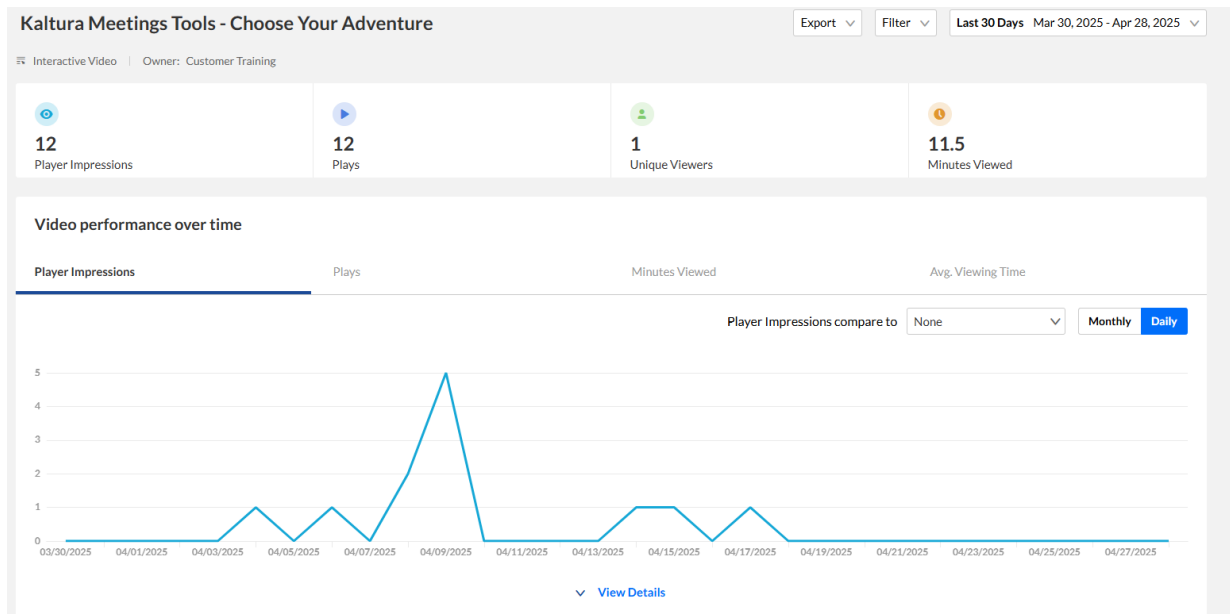 Kaltura Meetings Tools - Choose Your Adventure
Export
Filter
Last 30 Days Mar 30, 2025 - Apr 28, 2025
Interactive Video | Owner: Customer Training
12
Player Impressions
12
Plays
1
Unique Viewers
11.5
Minutes Viewed
Video performance over time
Player Impressions
Plays
Minutes Viewed
Avg. Viewing Time
Player Impressions compare to
None
Monthly
Daily
5
4
3
2
1
0
03/30/2025 04/01/2025 04/03/2025 04/05/2025 04/07/2025 04/09/2025 04/11/2025 04/13/2025 04/15/2025 04/17/2025 04/19/2025 04/21/2025 04/23/2025 04/25/2025 04/27/2025
View Details